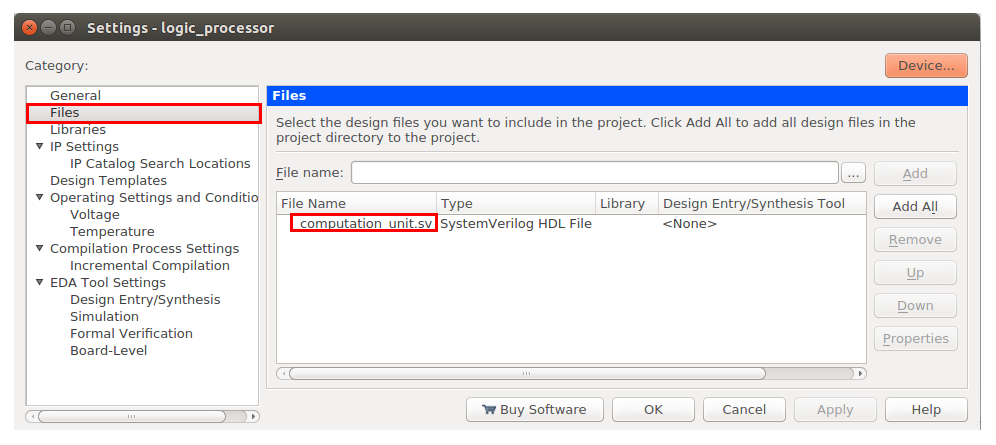 Settings - logic_processor
Category:
Device...
General
Files
Libraries
IP Settings
IP Catalog Search Locations
Design Templates
Operating Settings and Conditio
Voltage
Temperature
Compilation Process Settings
Incremental Compilation
EDA Tool Settings
Design Entry/Synthesis
Simulation
Formal Verification
Board-Level
Files
Select the design files you want to include in the project. Click Add All to add all design files in the
project directory to the project.
File name:
...
Add
File Name Type Library Design Entry/Synthesis Tool
computation_unit.sv SystemVerilog HDL File <None>
Add All
Remove
Up
Down
Properties
Buy Software
OK
Cancel
Apply
Help